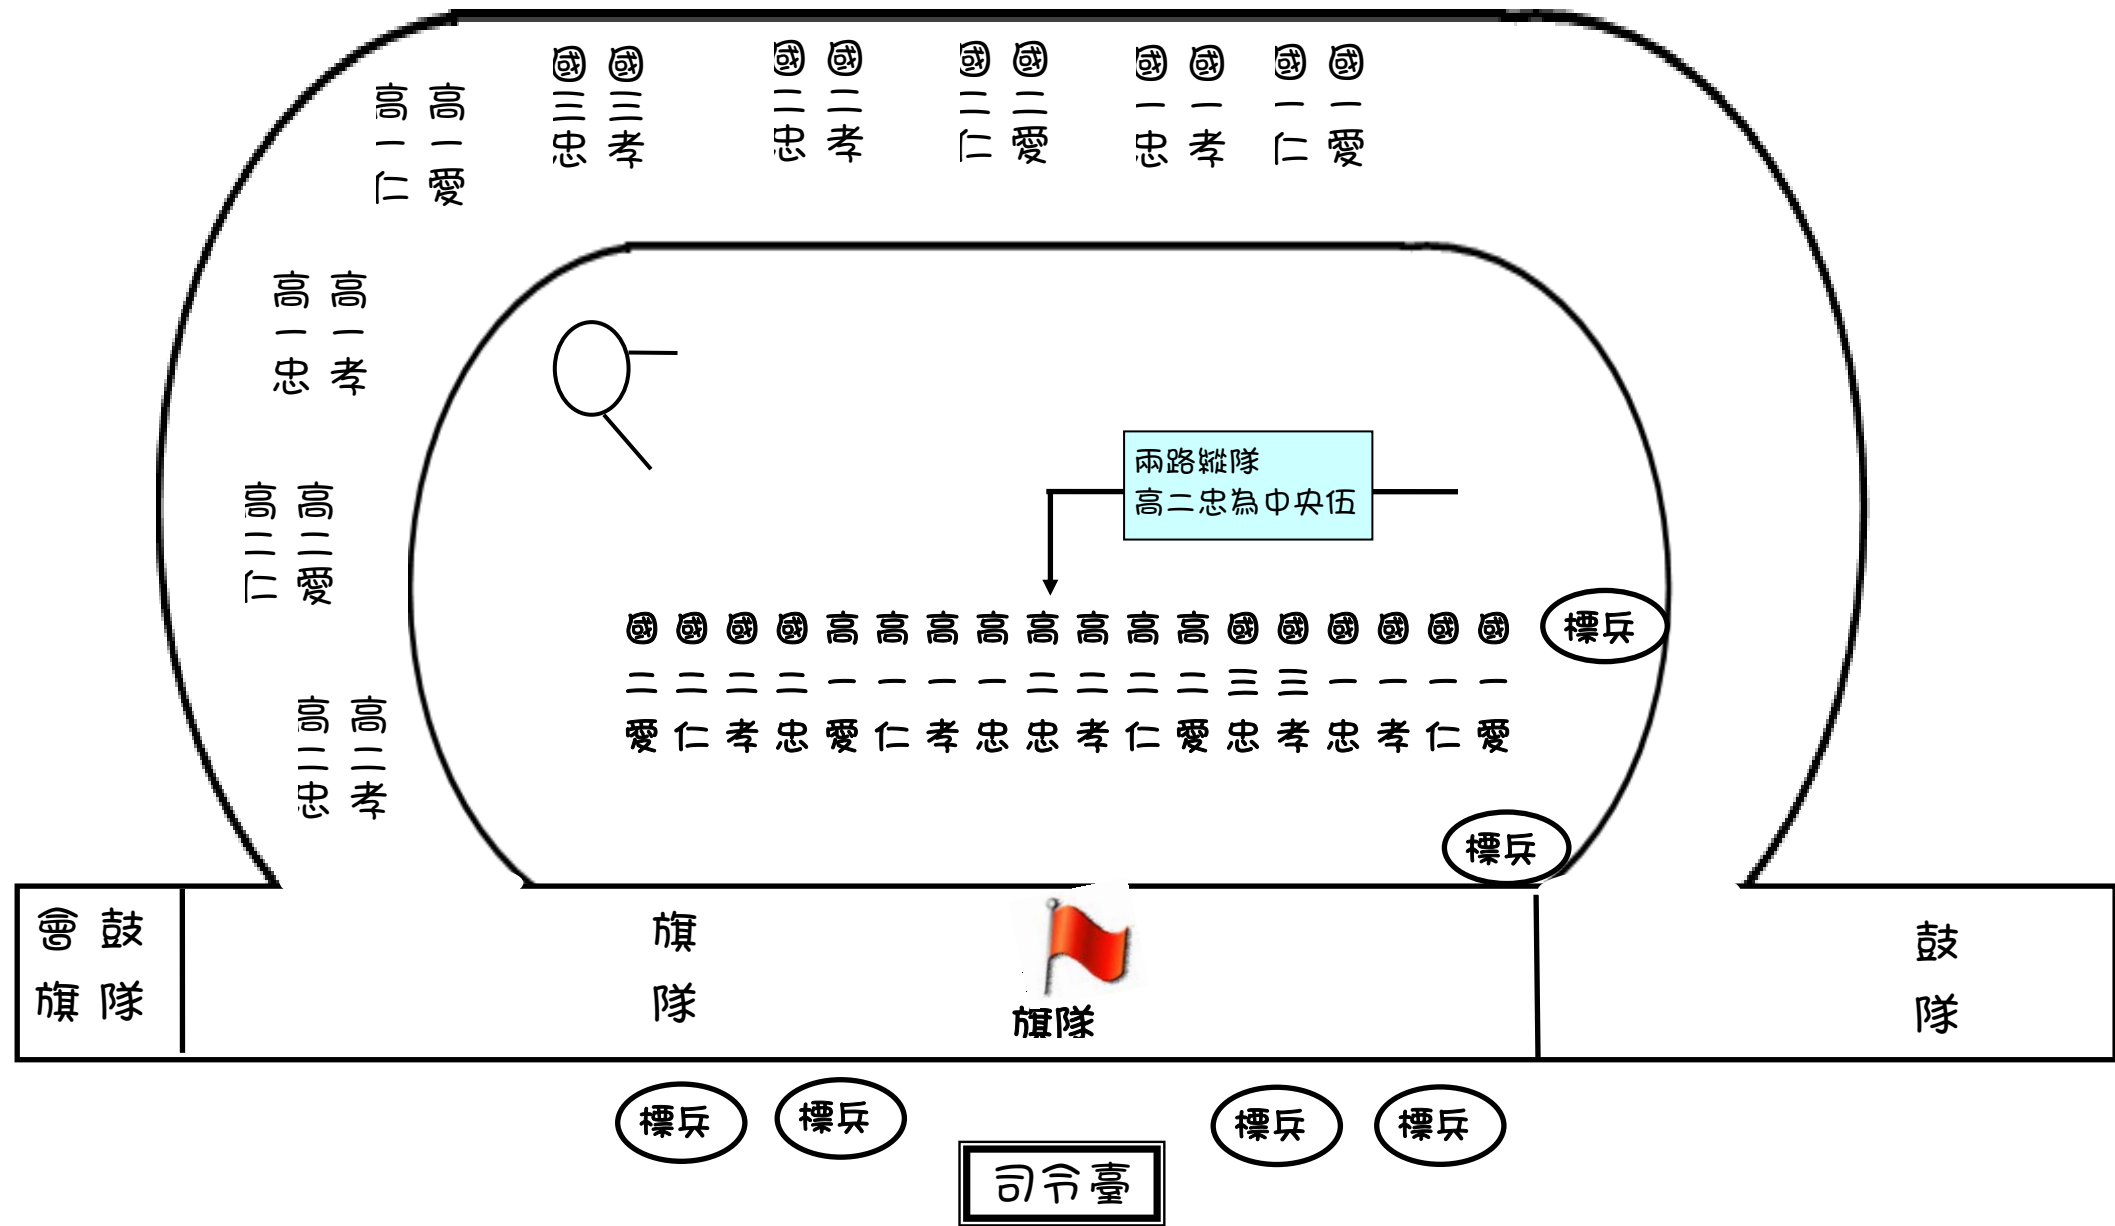 國三忠
國三孝
國二忠
國二孝
國二仁
國二愛
國一忠
國一孝
國一仁
國一愛
高一仁
高一愛
高一忠
高一孝
高二仁
高二愛
高二忠
高二孝
兩路縱隊
高二忠為中央伍
國二愛
國二仁
國二孝
國二忠
高一愛
高一仁
高一孝
高一忠
高二忠
高二孝
高二仁
高二愛
國三忠
國三孝
國一忠
國一孝
國一仁
國一愛
標兵
標兵
會旗
鼓隊
旗隊
旗隊
鼓隊
標兵
標兵
標兵
標兵
司令臺